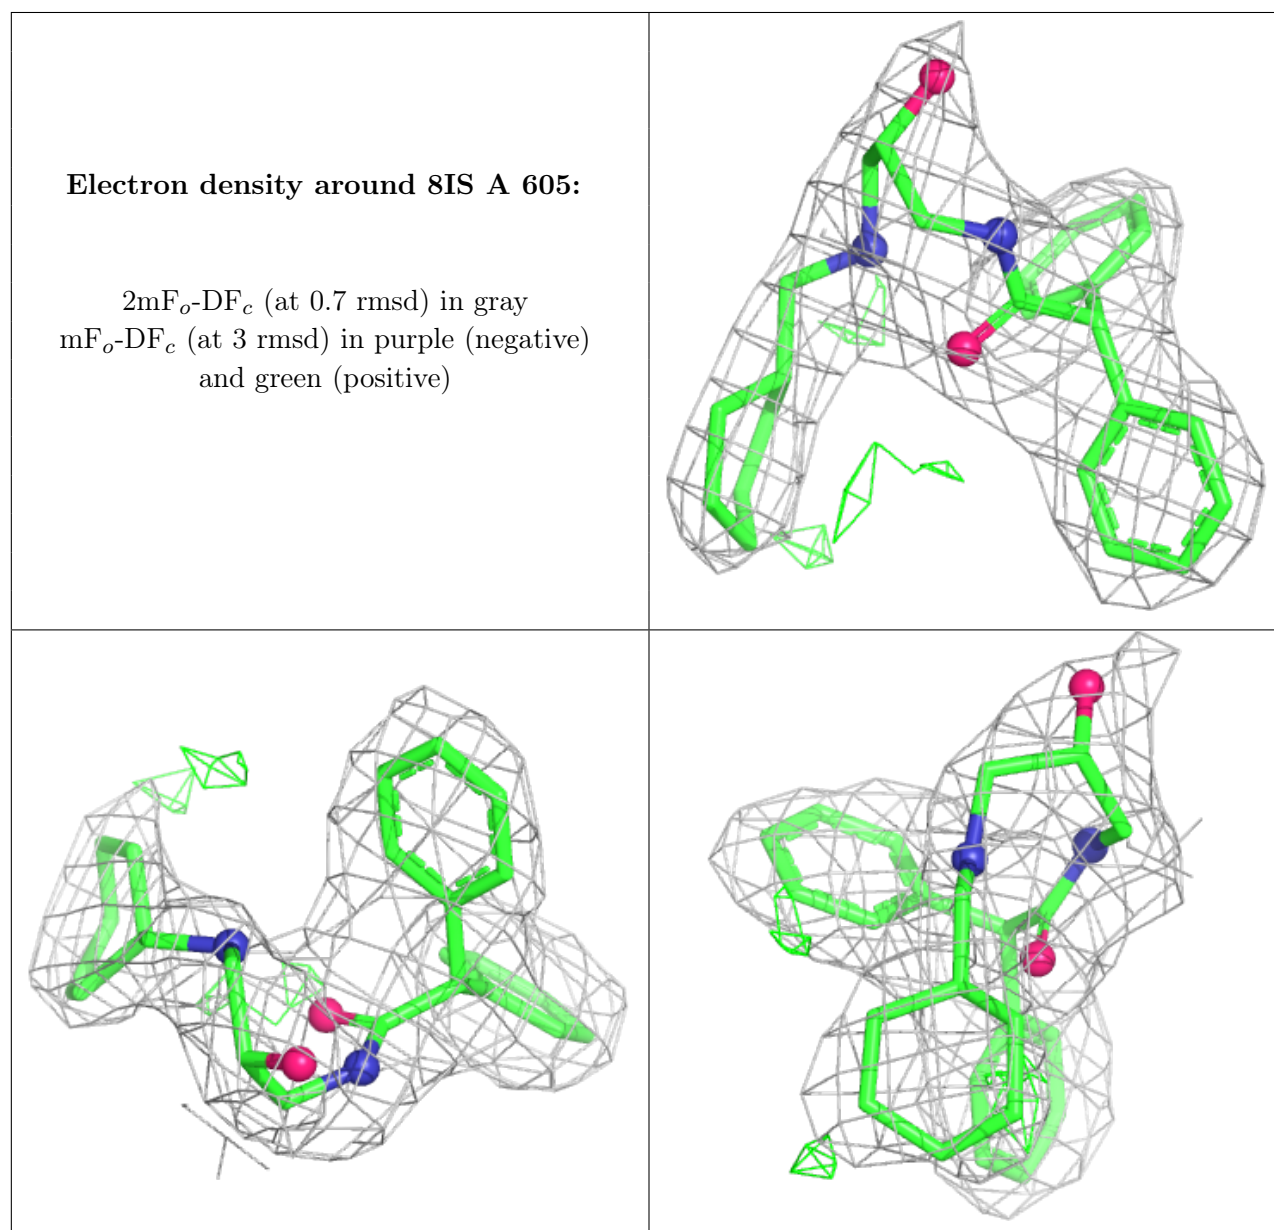 Electron density around 8IS A 605:
2mFₒ-DF𝒸 (at 0.7 rmsd) in gray
mFₒ-DF𝒸 (at 3 rmsd) in purple (negative)
and green (positive)